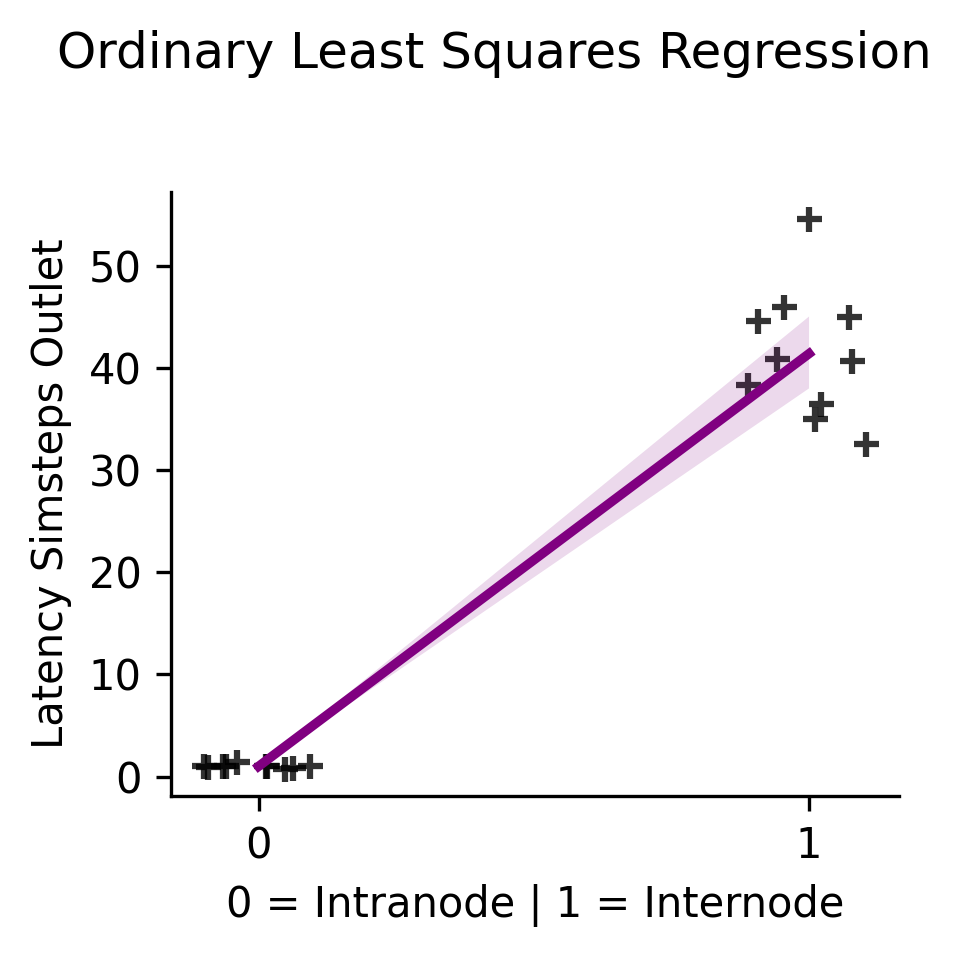 Ordinary Least Squares Regression
Latency Simsteps Outlet
50
40
30
20
10
0
0 1
0 = Intranode | 1 = Internode